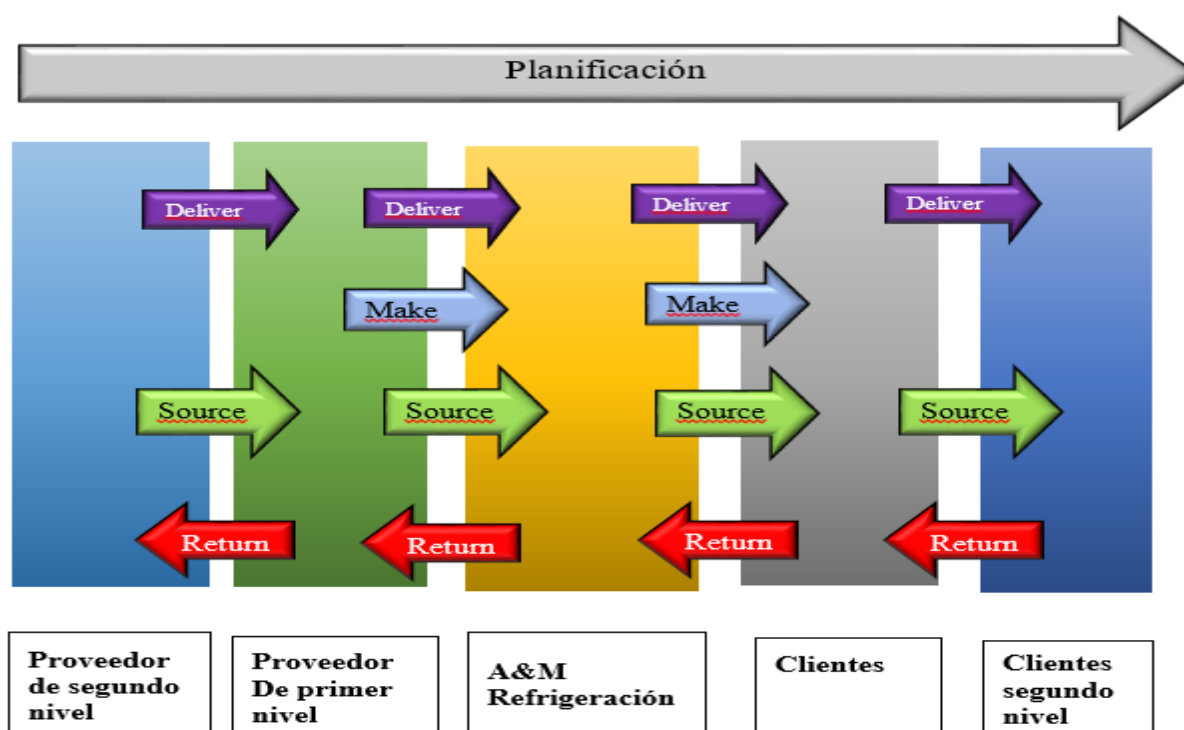 Planificación
Deliver
Deliver
Deliver
Deliver
Make
Make
Source
Source
Source
Source
Return
Return
Return
Return
Proveedor
de segundo
nivel
Proveedor
De primer
nivel
A&M
Refrigeración
Clientes
Clientes
segundo
nivel